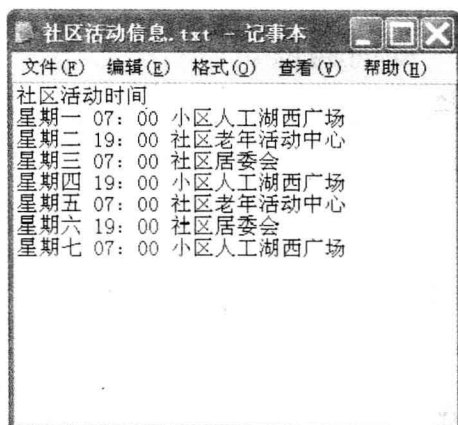 社区活动信息.txt - 记事本
文件(F) 编辑(E) 格式(O) 查看(V) 帮助(H)
社区活动时间
星期一 07：00 小区人工湖西广场
星期二 19：00 社区老年活动中心
星期三 07：00 社区居委会
星期四 19：00 小区人工湖西广场
星期五 07：00 社区老年活动中心
星期六 19：00 社区居委会
星期七 07：00 小区人工湖西广场